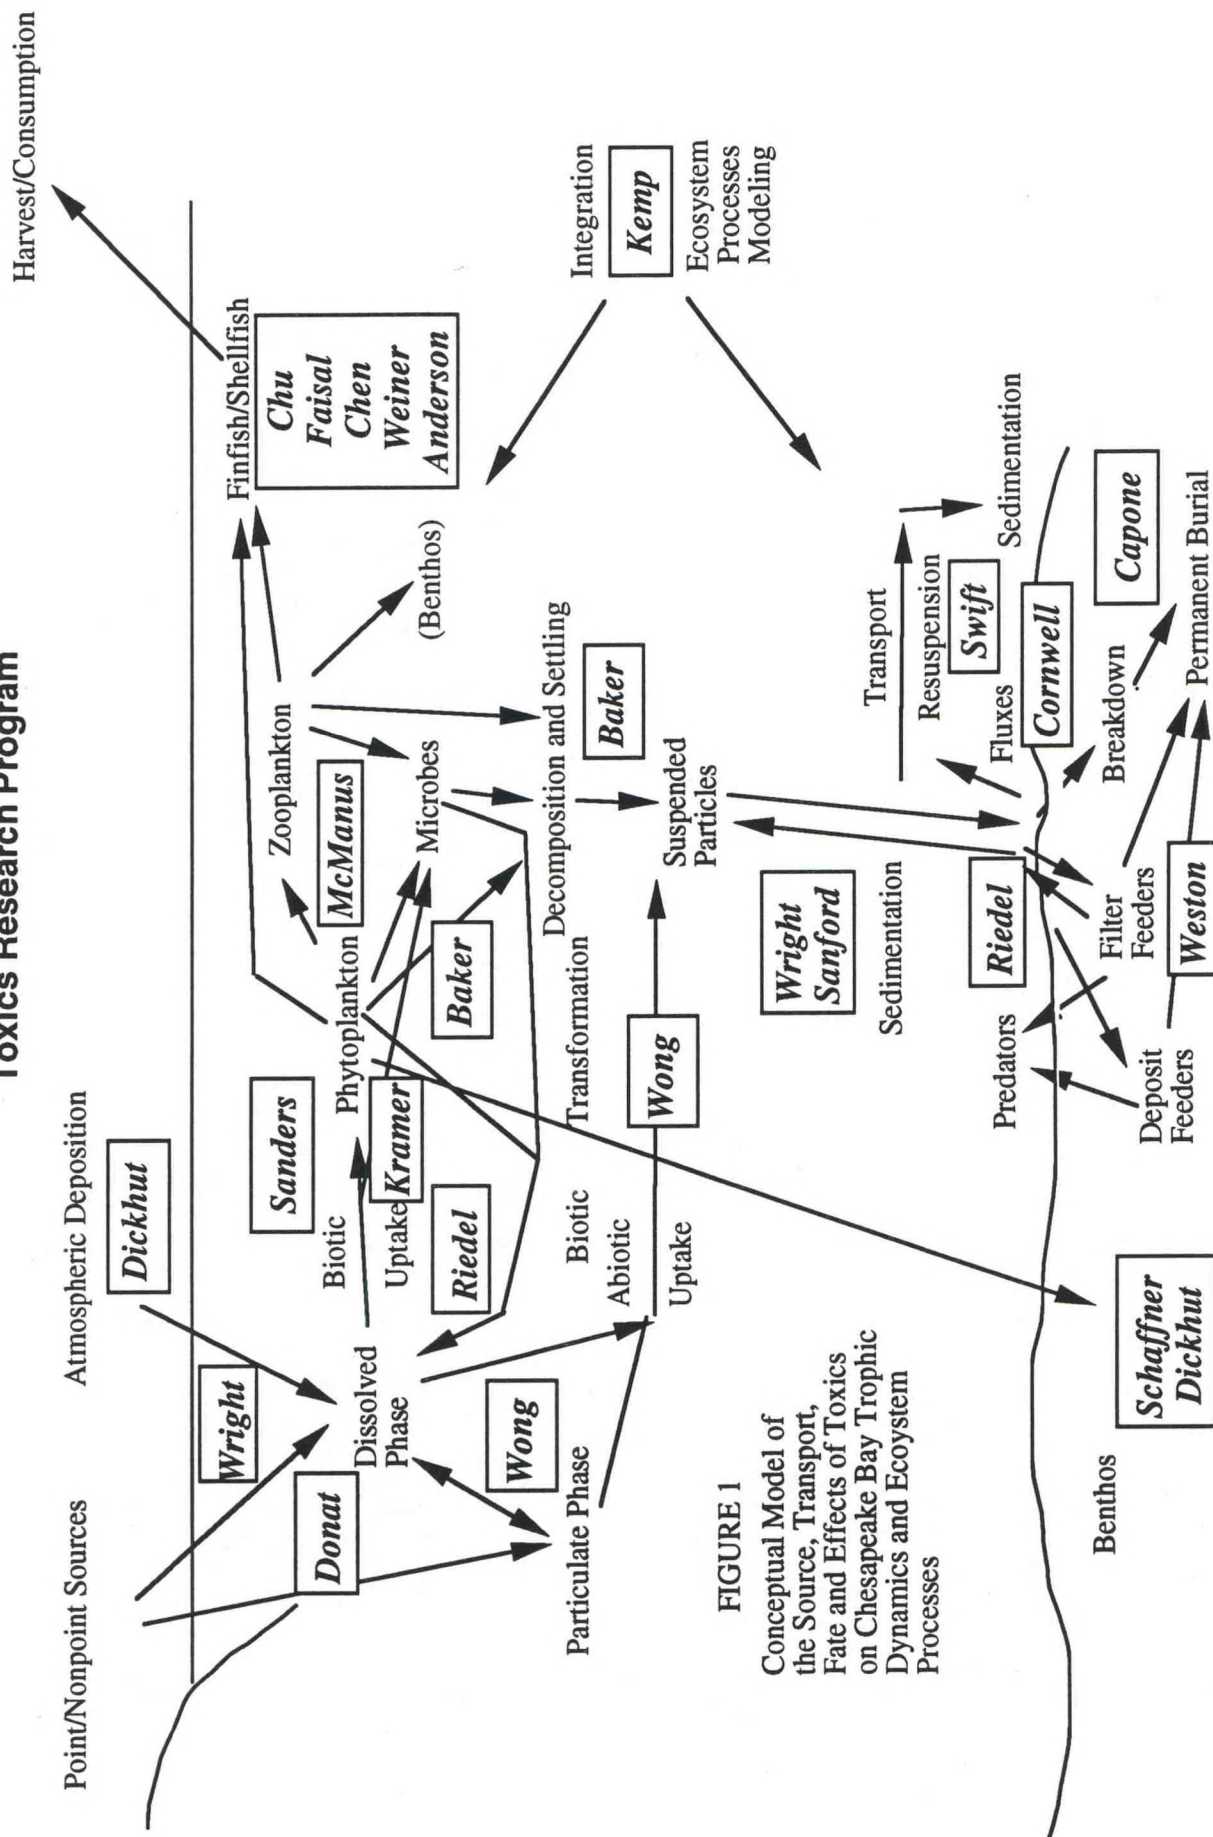 Toxics Research Program
Point/Nonpoint Sources
Atmospheric Deposition
Harvest/Consumption
Dickhut
Wright
Donat
Sanders
Finfish/Shellfish
Chu
Faisal
Chen
Weiner
Anderson
Zooplankton
McManus
Dissolved
Phase
Biotic
Uptake
Phytoplankton
Kramer
Microbes
(Benthos)
Riedel
Baker
Wong
Particulate Phase
Biotic Transformation
Decomposition and Settling
Baker
Abiotic
Uptake
Wong
Suspended
Particles
Integration
Kemp
Ecosystem
Processes
Modeling
FIGURE 1
Conceptual Model of
the Source, Transport,
Fate and Effects of Toxics
on Chesapeake Bay Trophic
Dynamics and Ecoystem
Processes
Wright
Sanford
Sedimentation
Transport
Resuspension
Swift
Fluxes
Sedimentation
Riedel
Cornwell
Predators
Filter
Feeders
Breakdown
Capone
Deposit
Feeders
Weston
Permanent Burial
Benthos
Schaffner
Dickhut